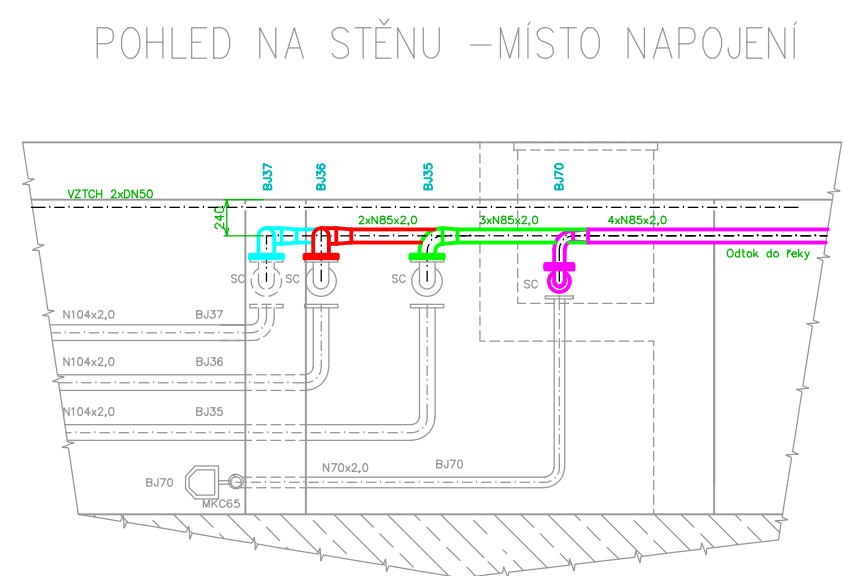 POHLED NA STĚNU –MÍSTO NAPOJENÍ
BJ37
BJ36
BJ35
BJ70
VZTCH 2xDN50
240
2xN85x2,0
3xN85x2,0
4xN85x2,0
Odtok do řeky
SC
SC
SC
SC
N104x2,0
BJ37
N104x2,0
BJ36
N104x2,0
BJ35
N70x2,0
BJ70
BJ70
MKC65